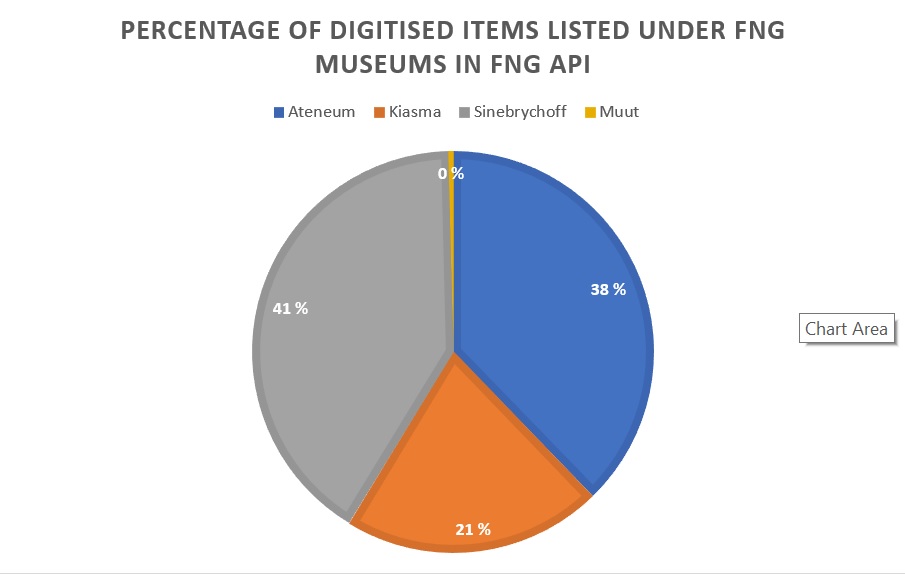 PERCENTAGE OF DIGITISED ITEMS LISTED UNDER FNG
MUSEUMS IN FNG API
Ateneum Kiasma Sinebrychoff Muut
0 %
38 %
41 %
Chart Area
21 %